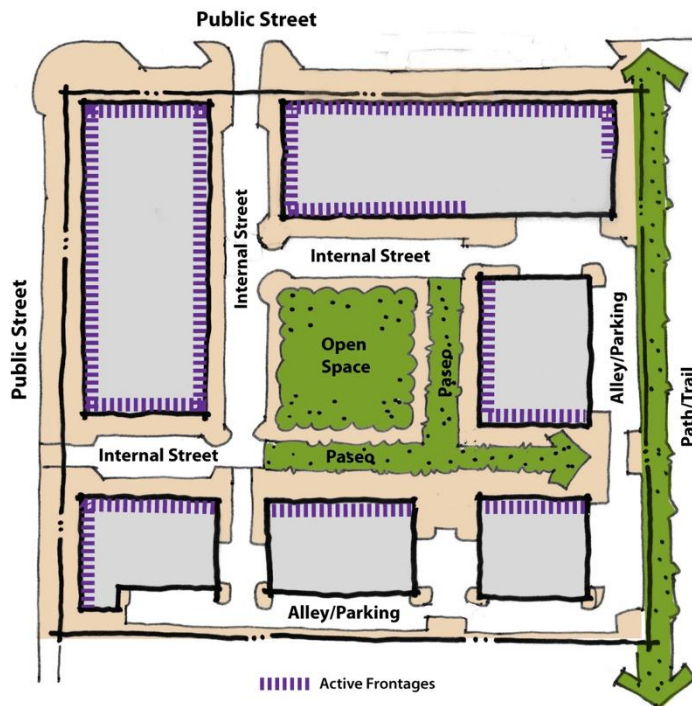 Public Street
Public Street
Internal Street
Internal Street
Open
Space
Paseo
Alley/Parking
Path/Trail
Internal Street
Paseo
Alley/Parking
Active Frontages